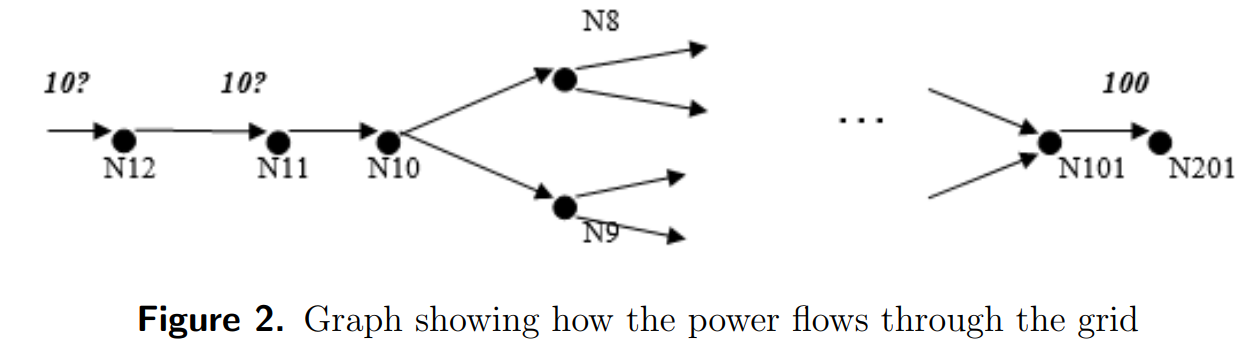 N8
10? 10? 100
. . .
N12 N11 N10 N101 N201
N9
Figure 2. Graph showing how the power flows through the grid